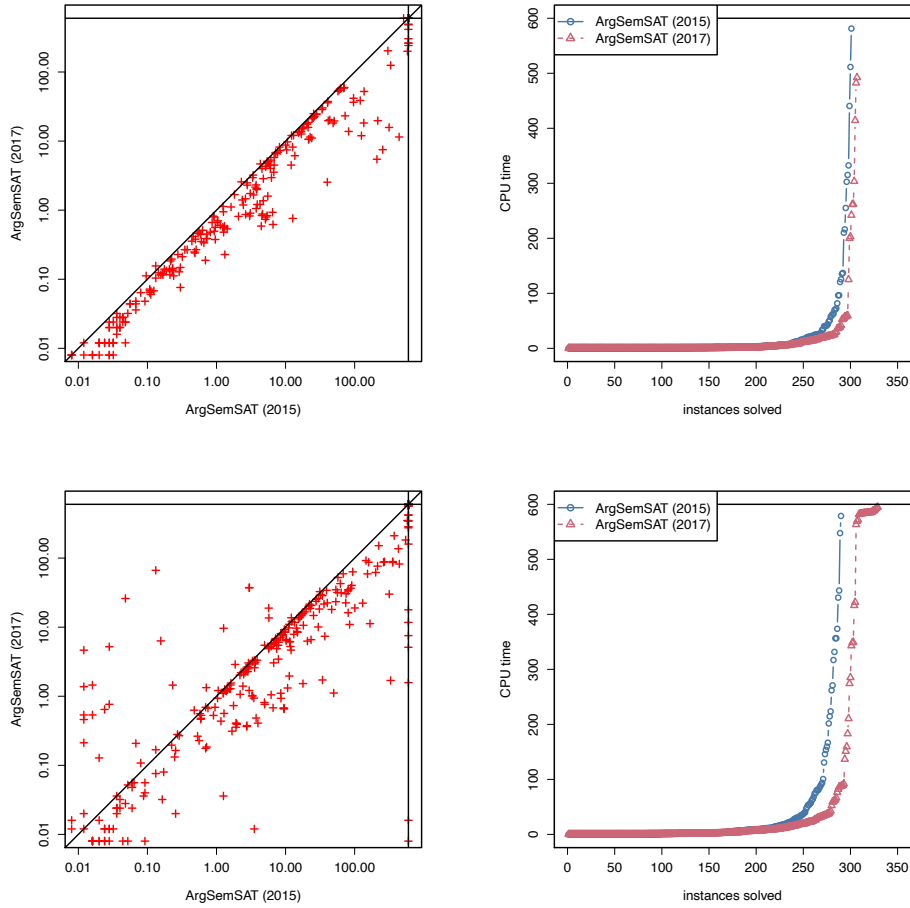 ArgSemSAT (2017)
100.00
10.00
1.00
0.10
0.01
0.01 0.10 1.00 10.00 100.00
ArgSemSAT (2015)
ArgSemSAT (2015)
ArgSemSAT (2017)
CPU time
600
500
400
300
200
100
0
0 50 100 150 200 250 300 350
instances solved
ArgSemSAT (2017)
100.00
10.00
1.00
0.10
0.01
0.01 0.10 1.00 10.00 100.00
ArgSemSAT (2015)
ArgSemSAT (2015)
ArgSemSAT (2017)
CPU time
600
500
400
300
200
100
0
0 50 100 150 200 250 300 350
instances solved